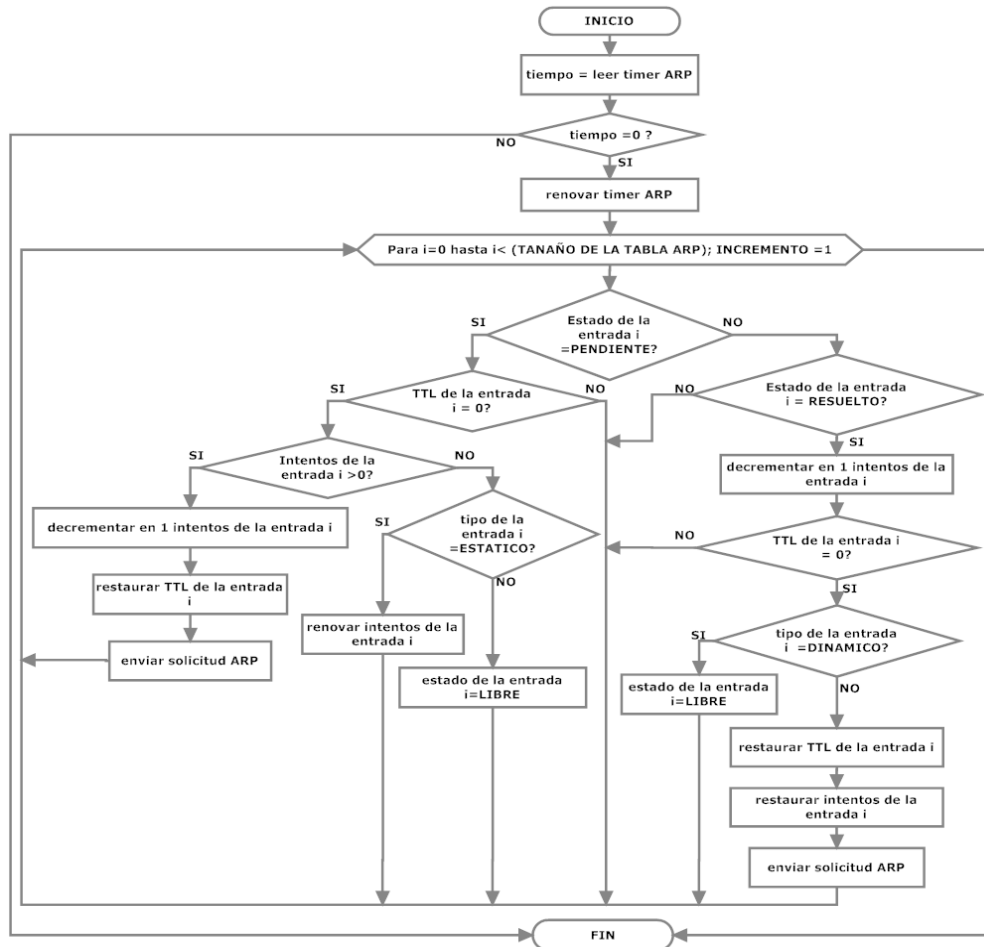 INICIO
tiempo = leer timer ARP
tiempo =0 ?
NO
SI
renovar timer ARP
Para i=0 hasta i< (TANAÑO DE LA TABLA ARP); INCREMENTO =1
SI
Estado de la
entrada i
=PENDIENTE?
NO
SI
TTL de la entrada
i = 0?
NO
NO
Estado de la entrada
i = RESUELTO?
SI
SI
Intentos de la
entrada i >0?
NO
decrementar en 1 intentos de la
entrada i
decrementar en 1 intentos de la entrada i
SI
tipo de la
entrada i
=ESTATICO?
NO
NO
TTL de la entrada i
= 0?
SI
restaurar TTL de la entrada
i
renovar intentos de la
entrada i
SI
tipo de la entrada
i =DINAMICO?
NO
enviar solicitud ARP
estado de la entrada
i=LIBRE
estado de la entrada
i=LIBRE
restaurar TTL de la entrada i
restaurar intentos de la
entrada i
enviar solicitud ARP
FIN